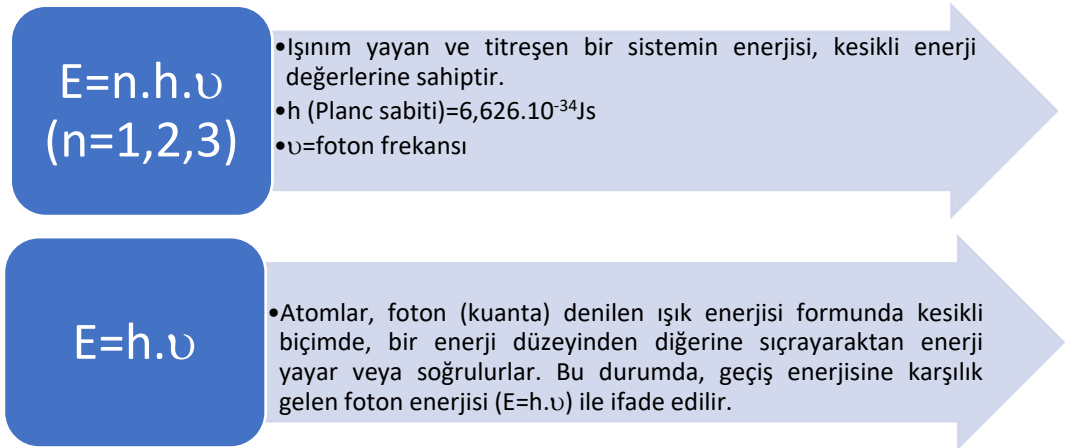 E=n.h.υ
(n=1,2,3)
•Işınım yayan ve titreşen bir sistemin enerjisi, kesikli enerji
değerlerine sahiptir.
•h (Planc sabiti)=6,626.10⁻³⁴Js
•υ=foton frekansı
E=h.υ
•Atomlar, foton (kuanta) denilen ışık enerjisi formunda kesikli
biçimde, bir enerji düzeyinden diğerine sıçrayaraktan enerji
yayar veya soğrulurlar. Bu durumda, geçiş enerjisine karşılık
gelen foton enerjisi (E=h.υ) ile ifade edilir.